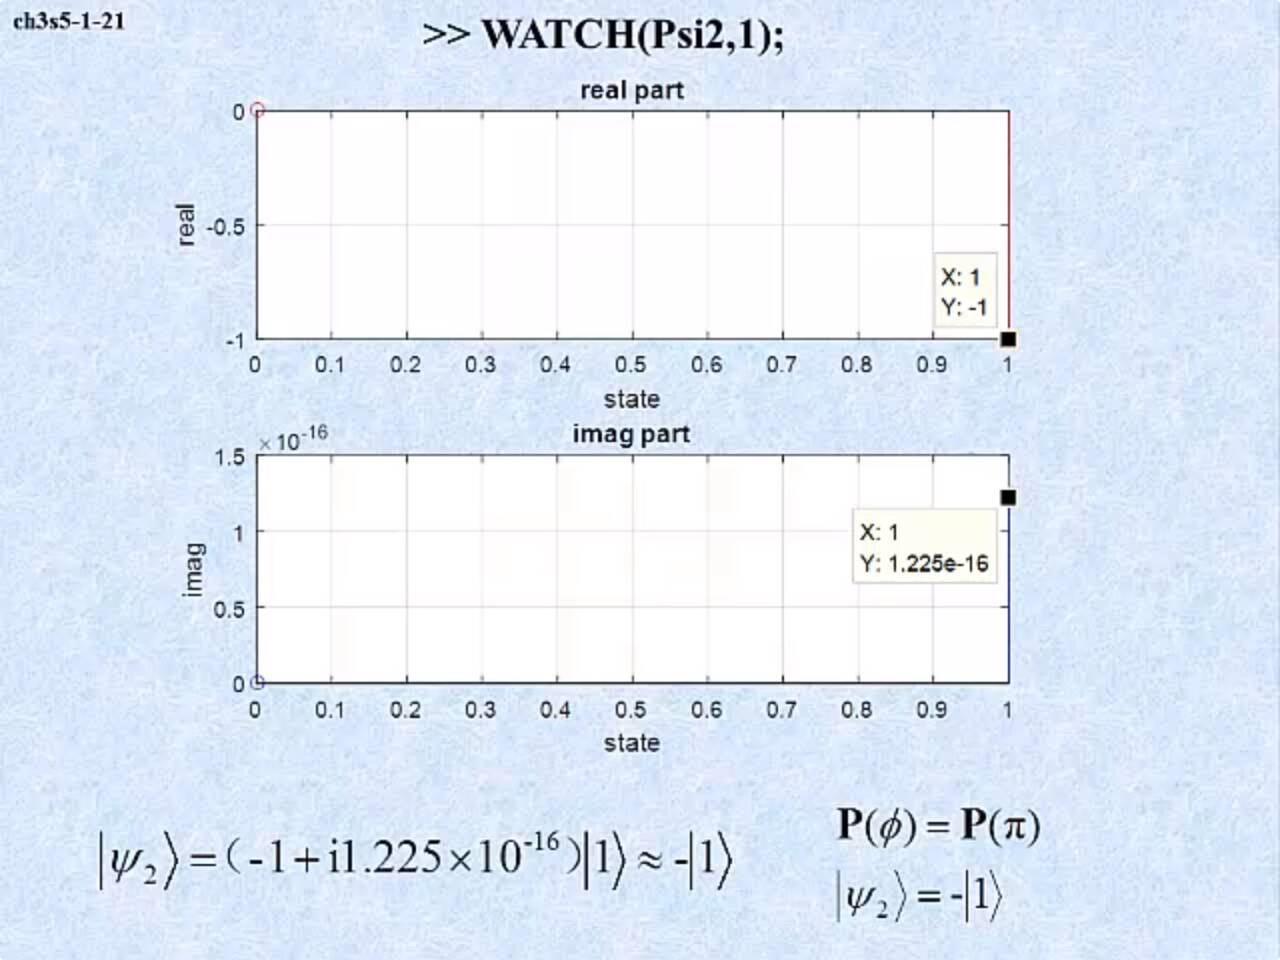 ch3s5-1-21
>> WATCH(Psi2,1);
real part
0
-0.5
-1
real
X: 1
Y: -1
0 0.1 0.2 0.3 0.4 0.5 0.6 0.7 0.8 0.9 1
state
×10⁻¹⁶
imag part
1.5
1
0.5
0
imag
X: 1
Y: 1.225e-16
0 0.1 0.2 0.3 0.4 0.5 0.6 0.7 0.8 0.9 1
state
|ψ₂⟩ = (-1+i1.225×10⁻¹⁶)|1⟩ ≈ -|1⟩
P(ϕ) = P(π)
|ψ₂⟩ = -|1⟩